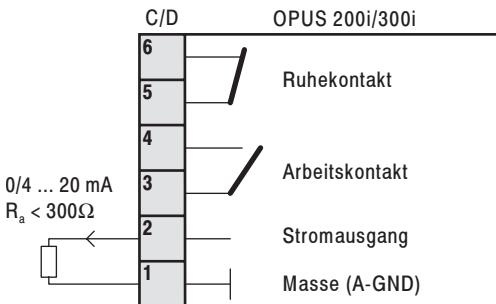 C/D OPUS 200i/300i
6
Ruhekontakt
5
4
Arbeitskontakt
3
0/4 ... 20 mA
Ra < 300Ω
2
Stromausgang
1
Masse (A-GND)